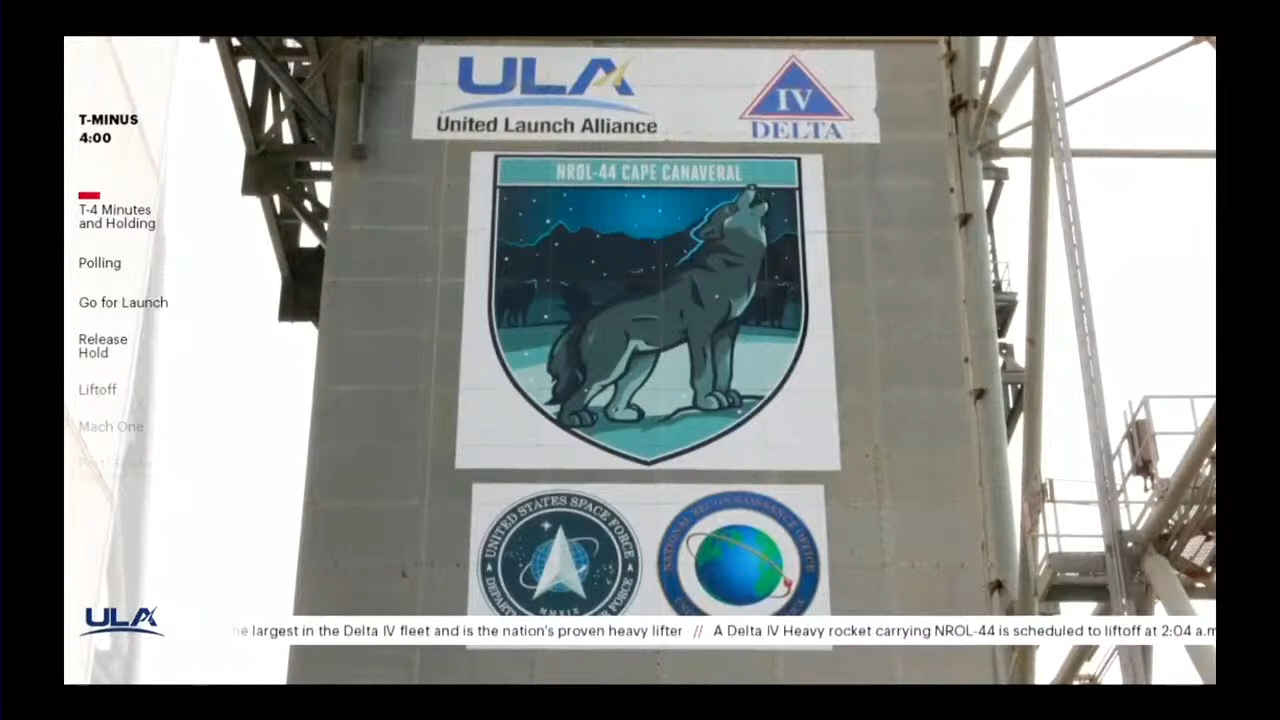 ULA
United Launch Alliance
IV
DELTA
NROL-44 CAPE CANAVERAL
UNITED STATES SPACE FORCE
MMXIX
NATIONAL RECONNAISSANCE OFFICE
T-MINUS
4:00
T-4 Minutes
and Holding
Polling
Go for Launch
Release
Hold
Liftoff
Mach One
ULA
he largest in the Delta IV fleet and is the nation's proven heavy lifter // A Delta IV Heavy rocket carrying NROL-44 is scheduled to liftoff at 2:04 a.m